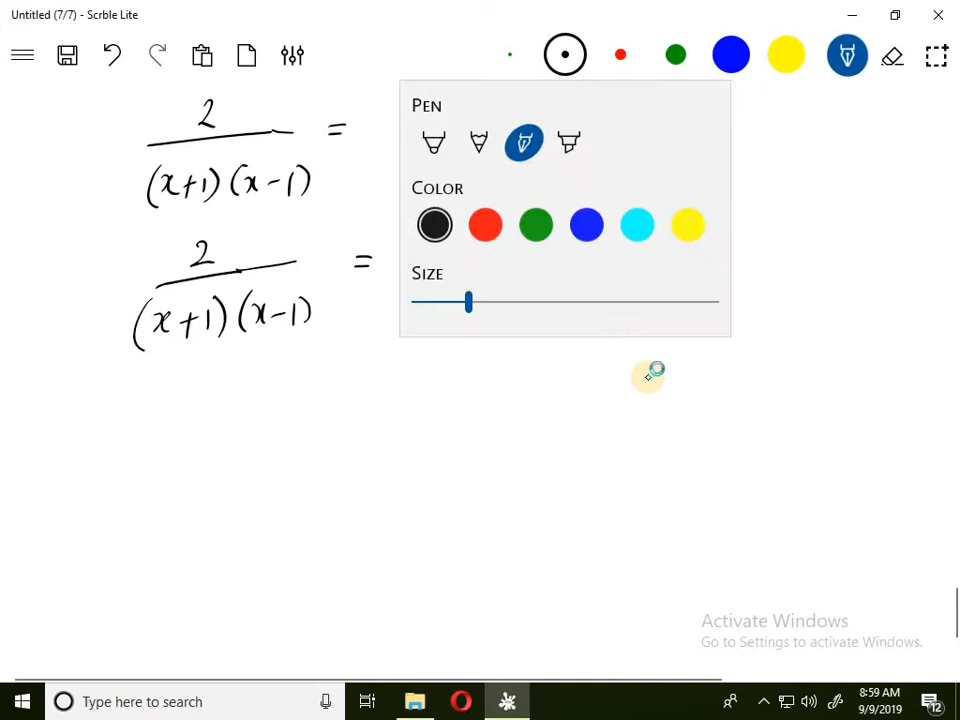 Untitled (7/7) - Scrble Lite
2
(x+1)(x-1)
=
2
(x+1)(x-1)
=
PEN
COLOR
SIZE
Activate Windows
Go to Settings to activate Windows.
Type here to search
8:59 AM
9/9/2019
12